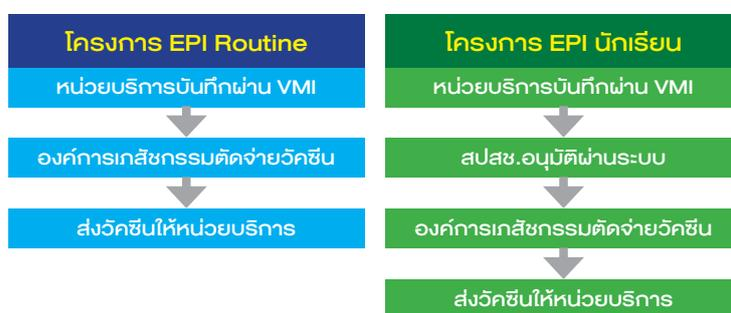 โครงการ EPI Routine
หน่วยบริการบันทึกผ่าน VMI
องค์การเภสัชกรรมตัดจ่ายวัคซีน
ส่งวัคซีนให้หน่วยบริการ
โครงการ EPI นักเรียน
หน่วยบริการบันทึกผ่าน VMI
สปสช.อนุมัติผ่านระบบ
องค์การเภสัชกรรมตัดจ่ายวัคซีน
ส่งวัคซีนให้หน่วยบริการ